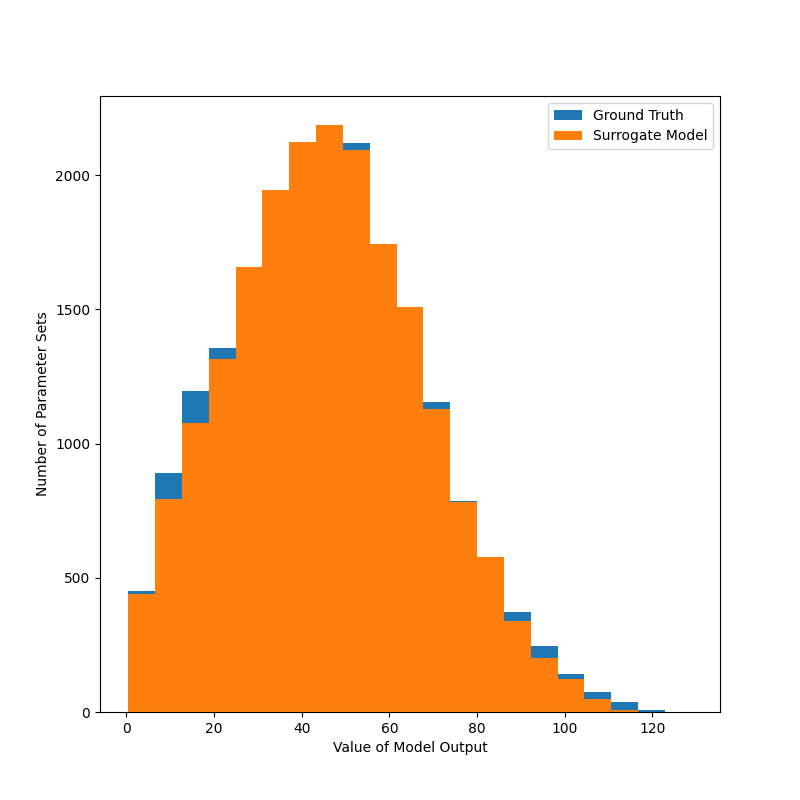 Ground Truth
Surrogate Model
2000
1500
1000
500
0
Number of Parameter Sets
0 20 40 60 80 100 120
Value of Model Output